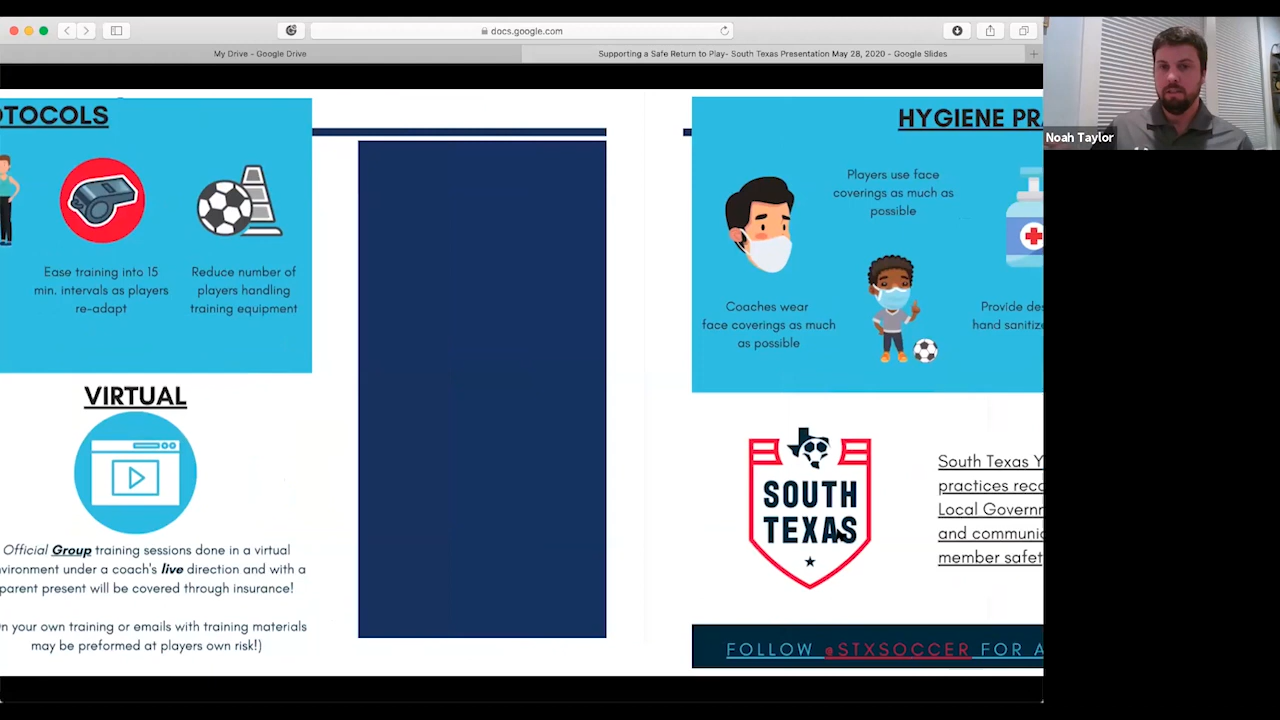 docs.google.com
My Drive - Google Drive
Supporting a Safe Return to Play- South Texas Presentation May 28, 2020 - Google Slides
Noah Taylor
OTOCOLS
Ease training into 15
min. intervals as players
re-adapt
Reduce number of
players handling
training equipment
VIRTUAL
Official Group training sessions done in a virtual
nvironment under a coach's live direction and with a
parent present will be covered through insurance!
n your own training or emails with training materials
may be preformed at players own risk!)
HYGIENE PRA
Players use face
coverings as much as
possible
Coaches wear
face coverings as much
as possible
Provide des
hand sanitize
SOUTH
TEXAS
South Texas Y
practices reco
Local Governm
and communic
member safet
FOLLOW @STXSOCCER FOR A